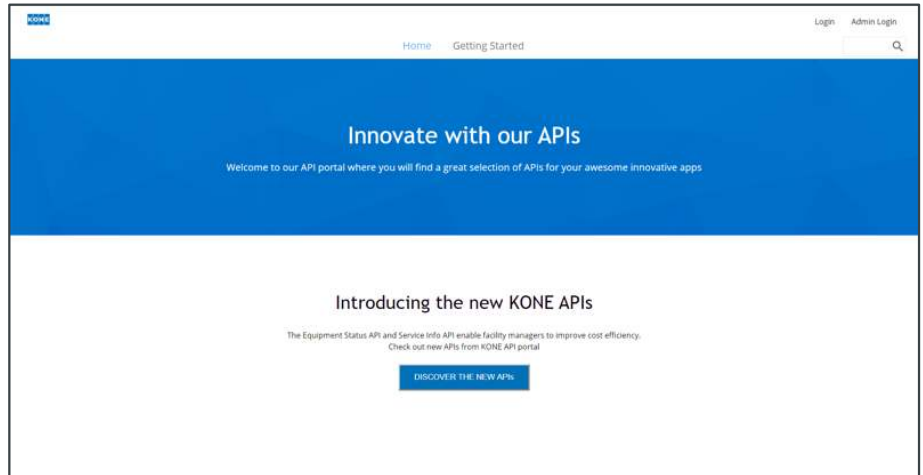 KONE
Login Admin Login
Home Getting Started
Innovate with our APIs
Welcome to our API portal where you will find a great selection of APIs for your awesome innovative apps
Introducing the new KONE APIs
The Equipment Status API and Service Info API enable facility managers to improve cost efficiency.
Check out new APIs from KONE API portal
DISCOVER THE NEW APIs